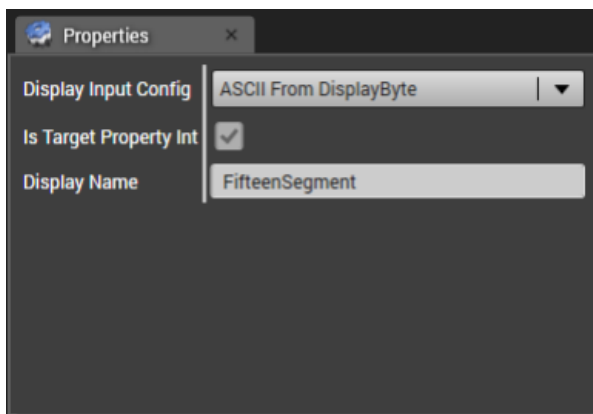 Properties
Display Input Config ASCII From DisplayByte
Is Target Property Int
Display Name FifteenSegment